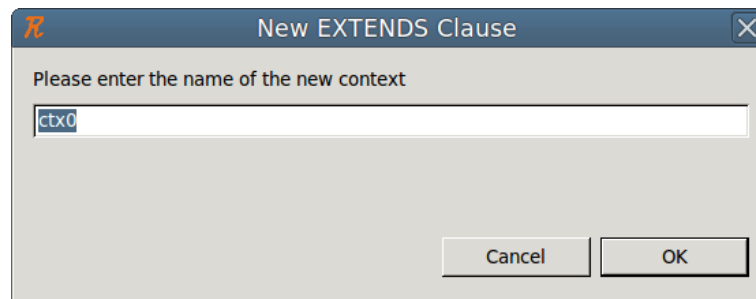 New EXTENDS Clause
Please enter the name of the new context
ctx0
Cancel OK